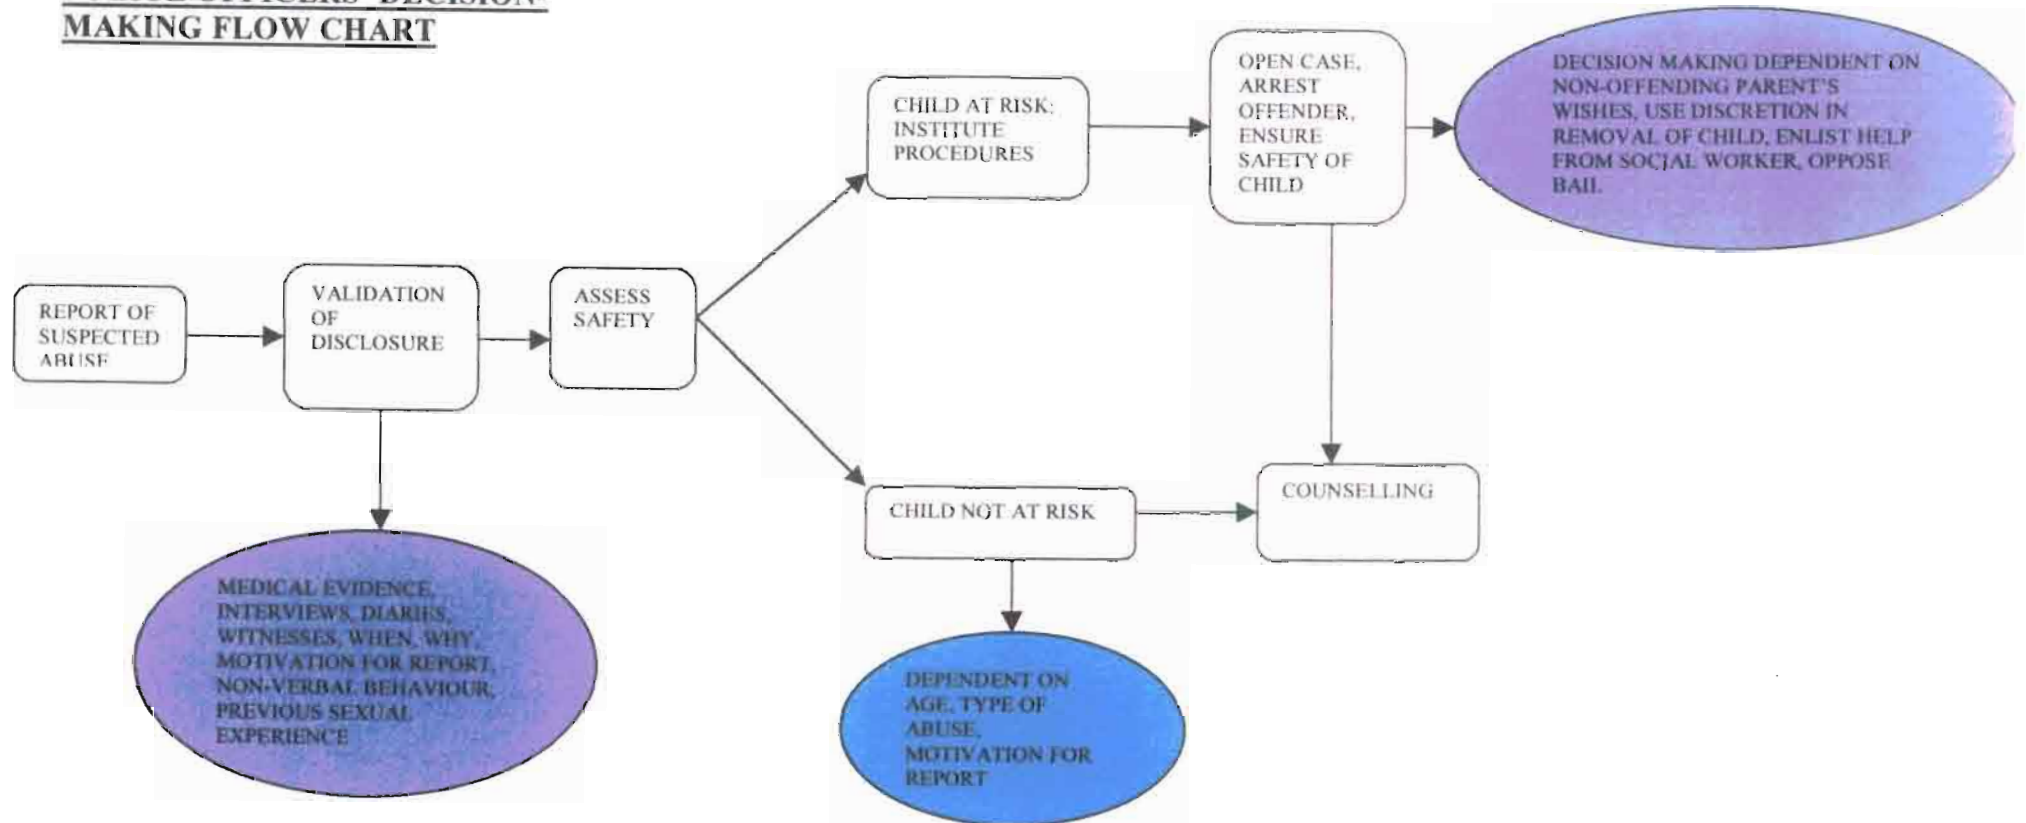 MAKING FLOW CHART
REPORT OF
SUSPECTED
ABUSE
VALIDATION
OF
DISCLOSURE
ASSESS
SAFETY
CHILD AT RISK:
INSTITUTE
PROCEDURES
OPEN CASE,
ARREST
OFFENDER,
ENSURE
SAFETY OF
CHILD
DECISION MAKING DEPENDENT ON
NON-OFFENDING PARENT'S
WISHES, USE DISCRETION IN
REMOVAL OF CHILD, ENLIST HELP
FROM SOCIAL WORKER, OPPOSE
BAIL
CHILD NOT AT RISK
COUNSELLING
MEDICAL EVIDENCE,
INTERVIEWS, DIARIES,
WITNESSES, WHEN, WHY,
MOTIVATION FOR REPORT,
NON-VERBAL BEHAVIOUR,
PREVIOUS SEXUAL
EXPERIENCE
DEPENDENT ON
AGE, TYPE OF
ABUSE,
MOTIVATION FOR
REPORT